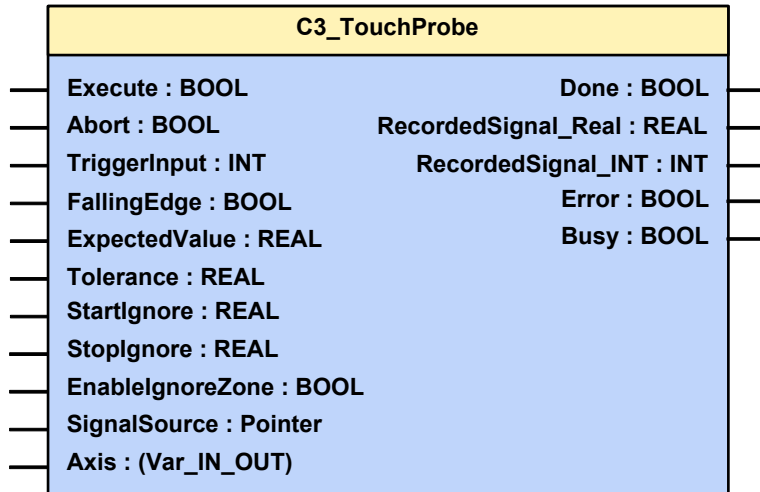 C3_TouchProbe
Execute : BOOL
Done : BOOL
Abort : BOOL
RecordedSignal_Real : REAL
TriggerInput : INT
RecordedSignal_INT : INT
FallingEdge : BOOL
Error : BOOL
ExpectedValue : REAL
Busy : BOOL
Tolerance : REAL
StartIgnore : REAL
StopIgnore : REAL
EnableIgnoreZone : BOOL
SignalSource : Pointer
Axis : (Var_IN_OUT)